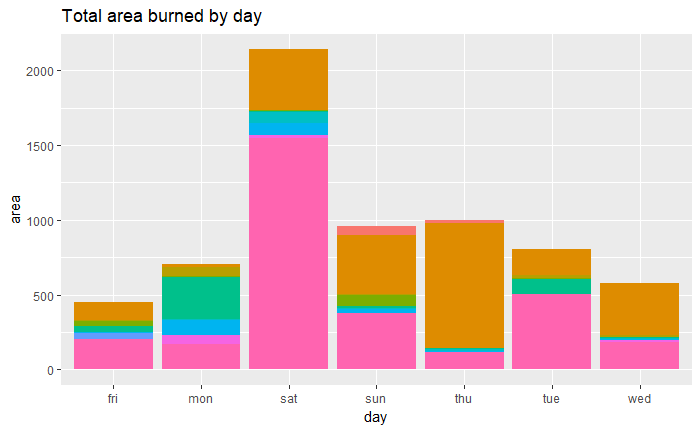 Total area burned by day
area
2000
1500
1000
500
0
fri mon sat sun thu tue wed
day